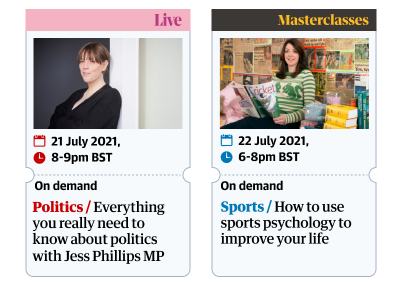 Live
21 July 2021,
8-9pm BST
On demand
Politics / Everything
you really need to
know about politics
with Jess Phillips MP
Masterclasses
cricket
22 July 2021,
6-8pm BST
On demand
Sports / How to use
sports psychology to
improve your life